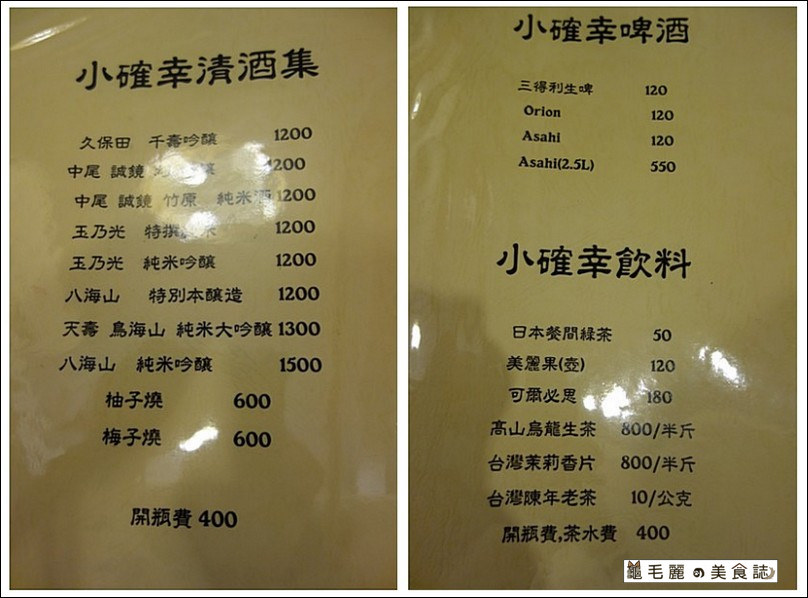 小確幸清酒集
久保田 千壽吟釀 1200
中尾 誠鏡 1200
中尾 誠鏡 竹原 純米酒 1200
玉乃光 特撰 1200
玉乃光 純米吟釀 1200
八海山 特別本釀造 1200
天壽 鳥海山 純米大吟釀 1300
八海山 純米吟釀 1500
柚子燒 600
梅子燒 600
開瓶費 400
小確幸啤酒
三得利生啤 120
Orion 120
Asahi 120
Asahi(2.5L) 550
小確幸飲料
日本餐間綠茶 50
美麗果(壺) 120
可爾必思 180
高山烏龍生茶 800/半斤
台灣茉莉香片 800/半斤
台灣陳年老茶 10/公克
開瓶費,茶水費 400
龜毛麗の美食誌